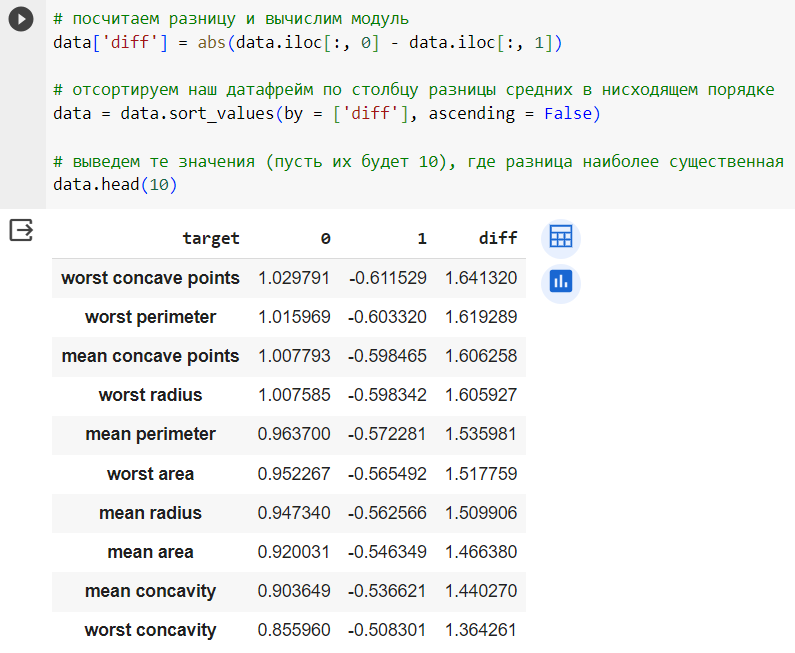 # посчитаем разницу и вычислим модуль
data['diff'] = abs(data.iloc[:, 0] - data.iloc[:, 1])
# отсортируем наш датафрейм по столбцу разницы средних в нисходящем порядке
data = data.sort_values(by = ['diff'], ascending = False)
# выведем те значения (пусть их будет 10), где разница наиболее существенная
data.head(10)
target 0 1 diff
worst concave points 1.029791 -0.611529 1.641320
worst perimeter 1.015969 -0.603320 1.619289
mean concave points 1.007793 -0.598465 1.606258
worst radius 1.007585 -0.598342 1.605927
mean perimeter 0.963700 -0.572281 1.535981
worst area 0.952267 -0.565492 1.517759
mean radius 0.947340 -0.562566 1.509906
mean area 0.920031 -0.546349 1.466380
mean concavity 0.903649 -0.536621 1.440270
worst concavity 0.855960 -0.508301 1.364261